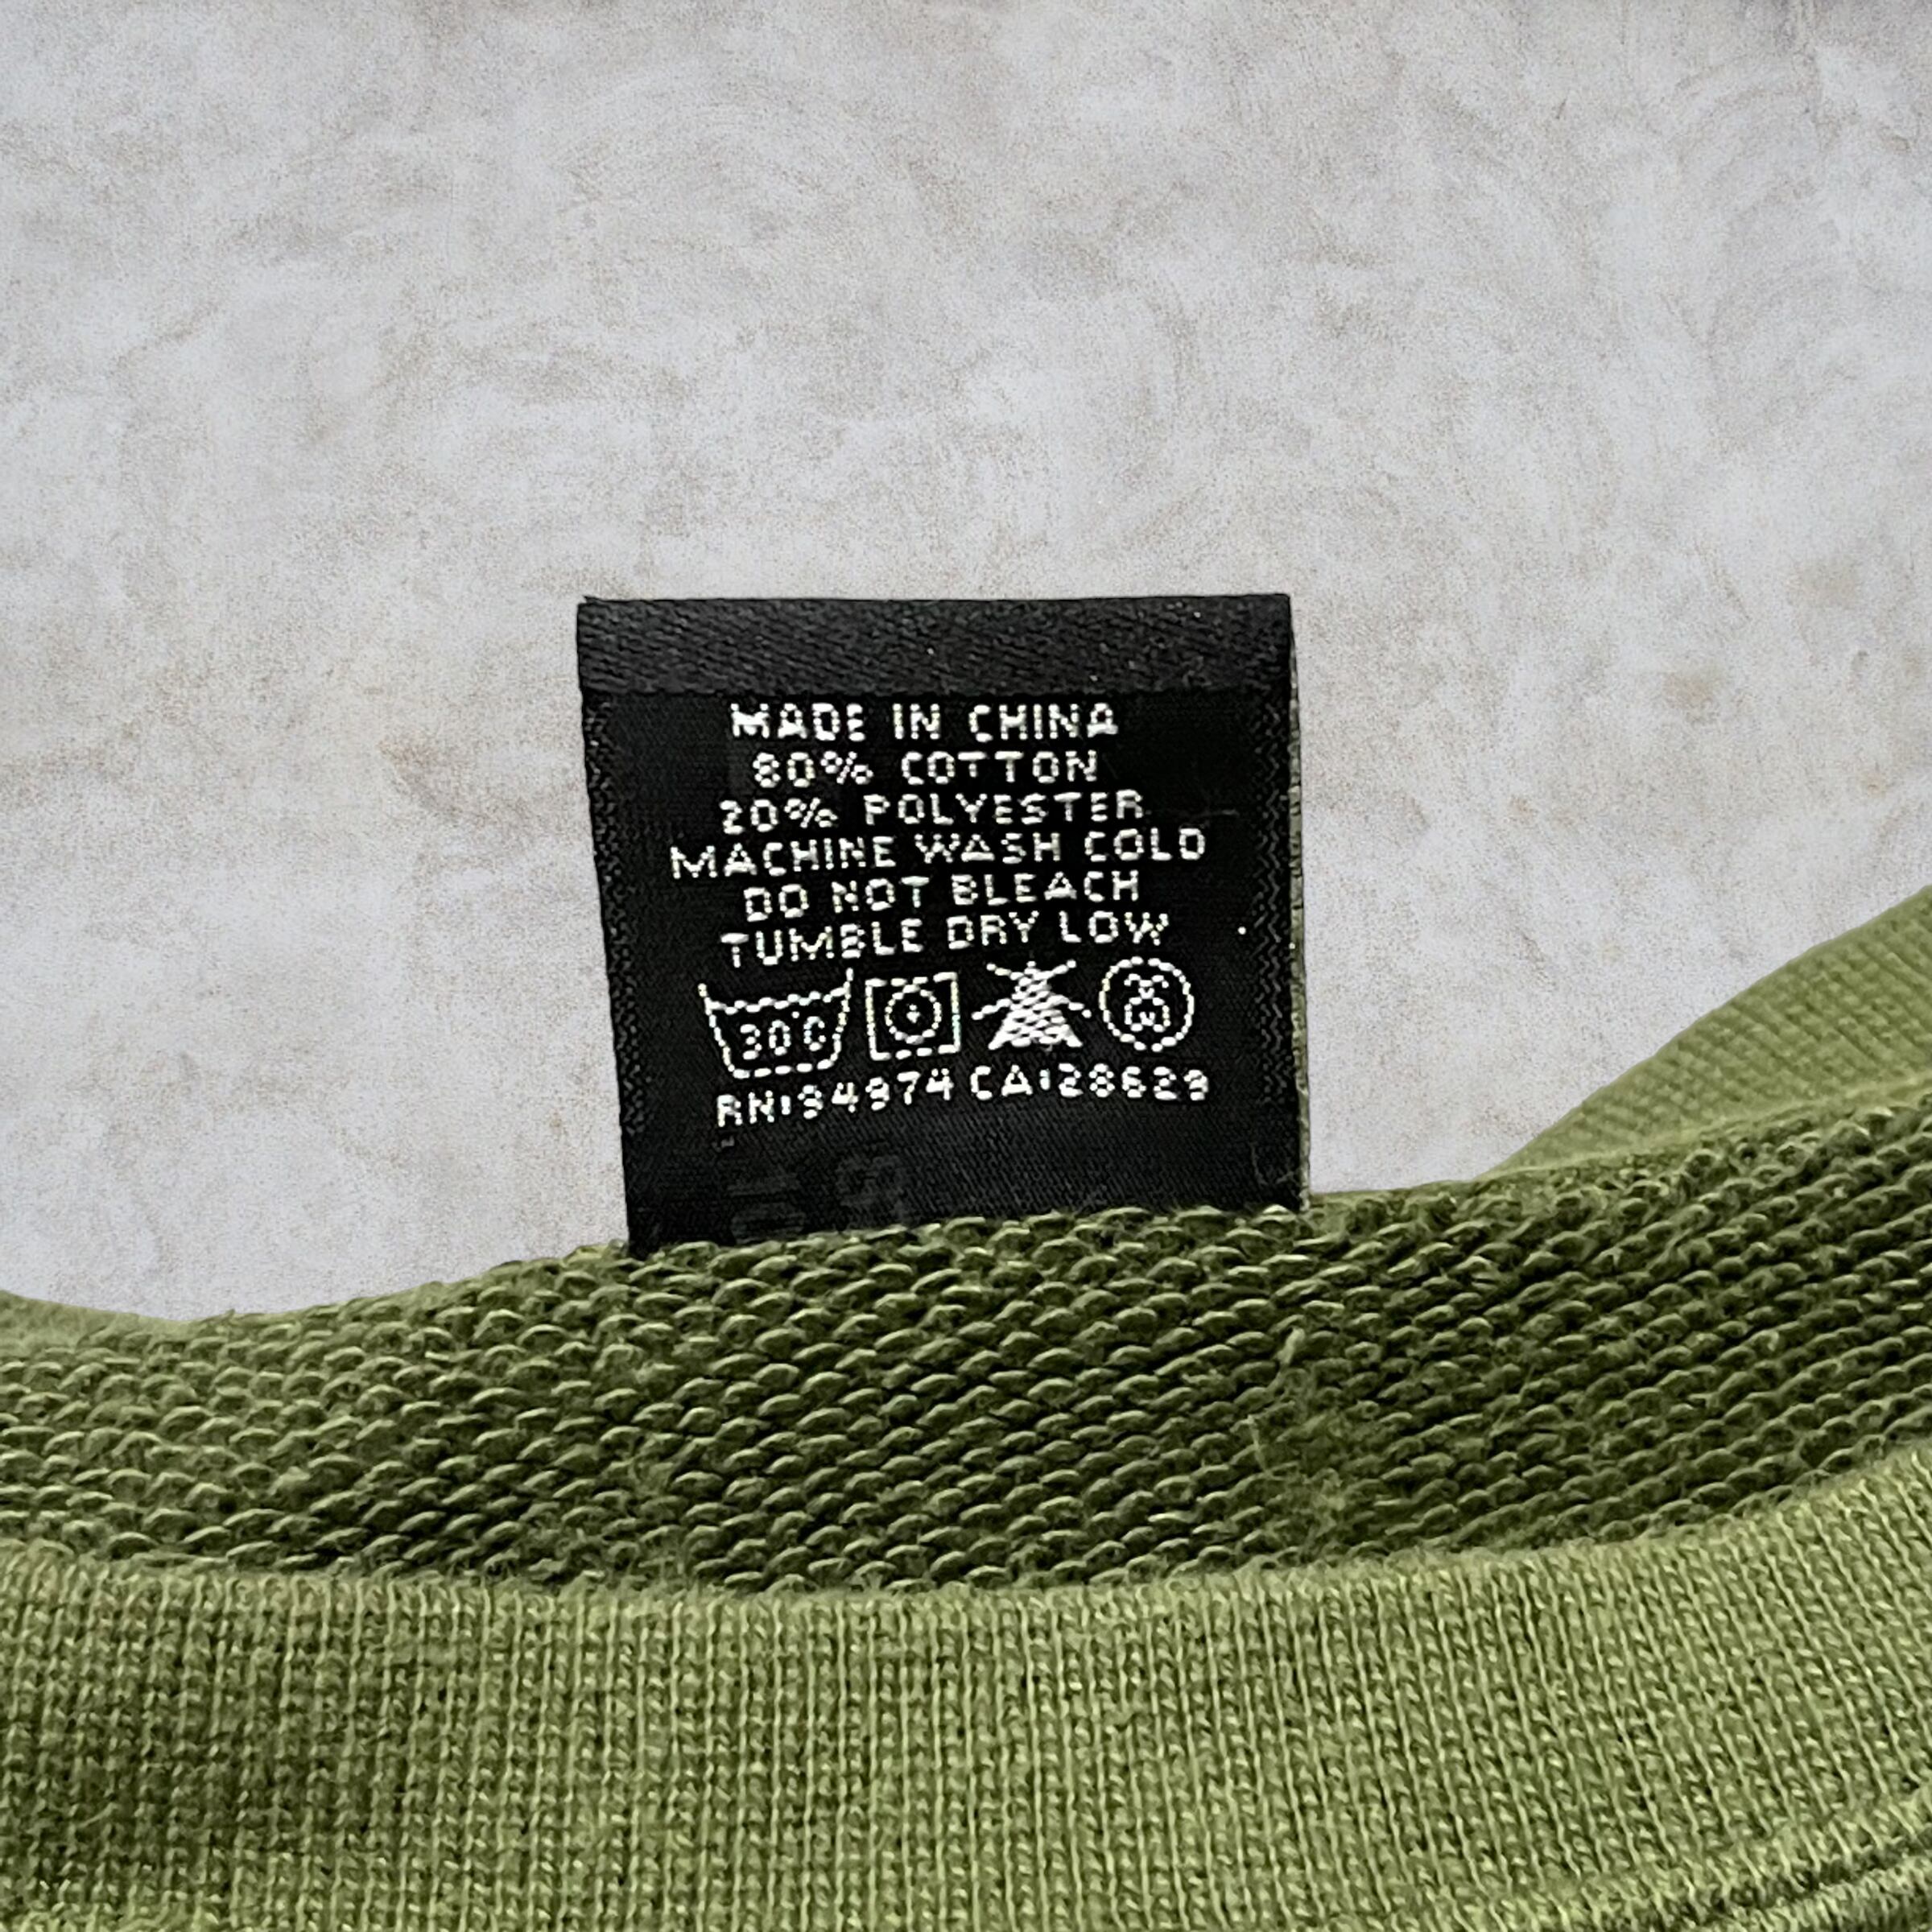 MADE IN CHINA
80% COTTON
20% POLYESTER
MACHINE WASH COLD
DO NOT BLEACH
TUMBLE DRY LOW
30 C
RN:94974 CA:28629